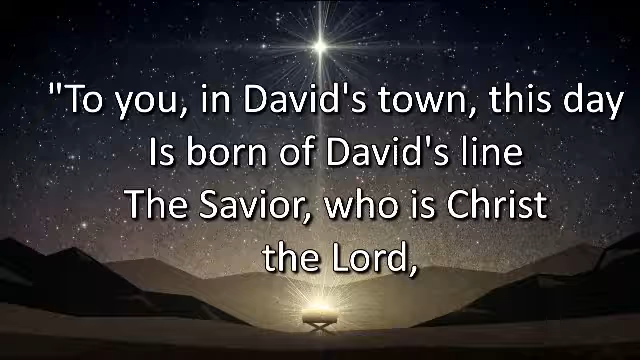 "To you, in David's town, this day
Is born of David's line
The Savior, who is Christ
the Lord,